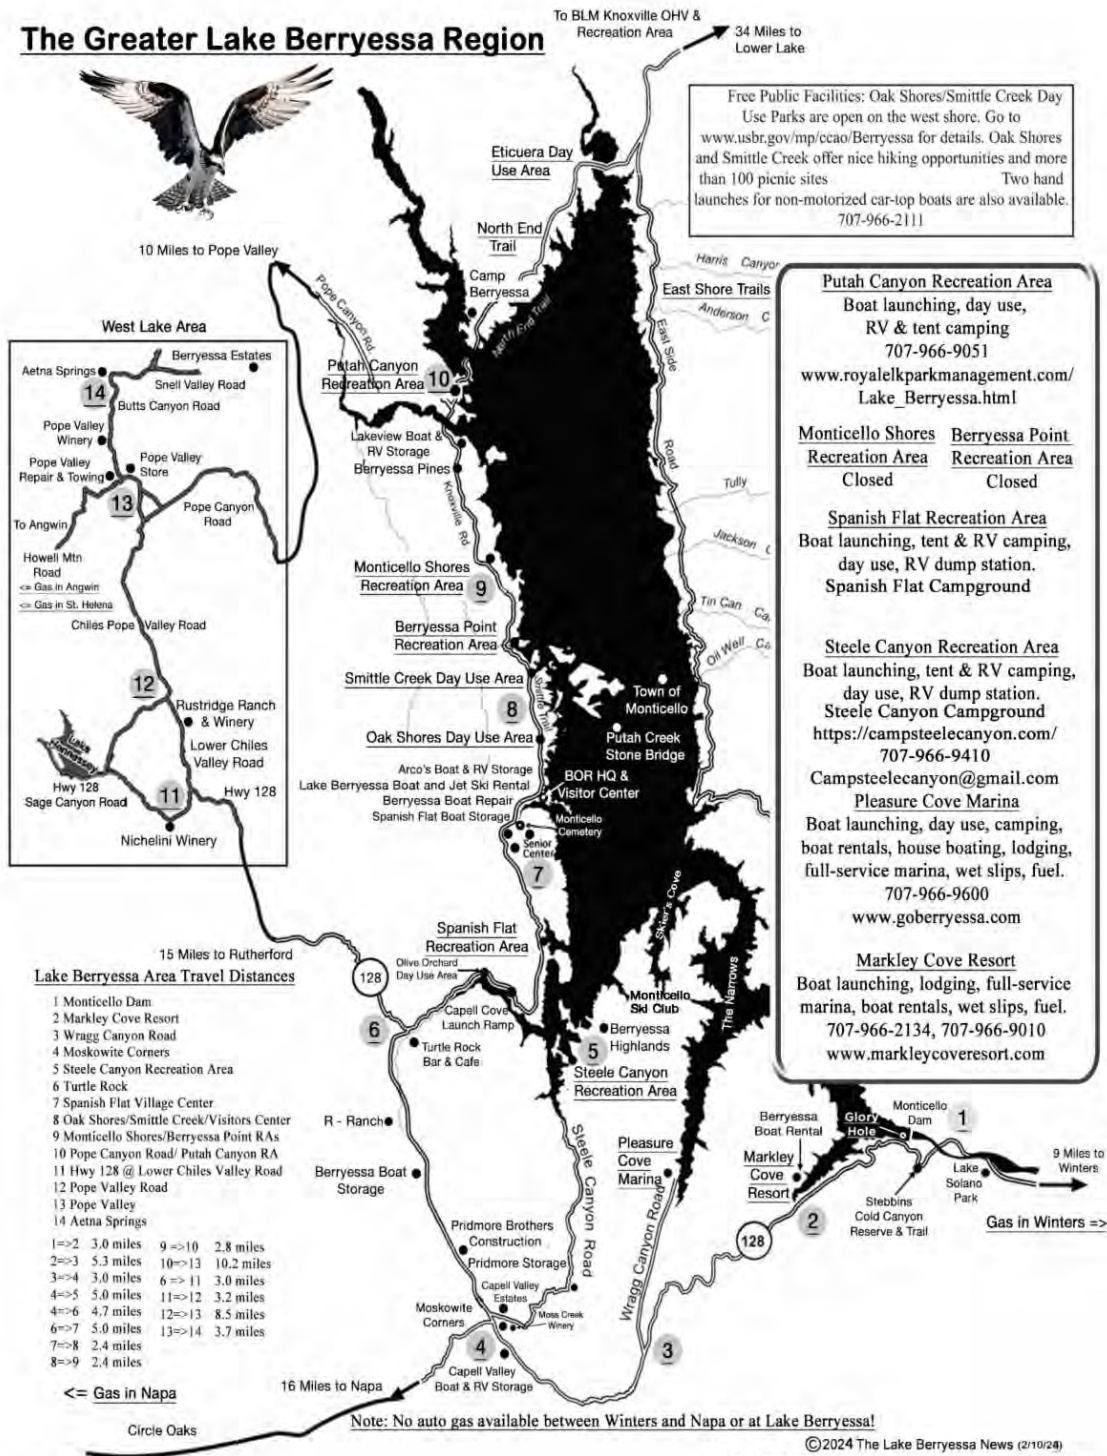 The Greater Lake Berryessa Region
To BLM Knoxville OHV &
Recreation Area
34 Miles to
Lower Lake
Free Public Facilities: Oak Shores/Smittle Creek Day
Use Parks are open on the west shore. Go to
www.usbr.gov/mp/ccao/Berryessa for details. Oak Shores
and Smittle Creek offer nice hiking opportunities and more
than 100 picnic sites Two hand
launches for non-motorized car-top boats are also available.
707-966-2111
Eticuera Day
Use Area
North End
Trail
Camp
Berryessa
North End Trail
Harris Canyon
East Shore Trails
Anderson C
East Side
Road
Tully
Jackson C
Tin Can Ca
Oil Well Ca
10 Miles to Pope Valley
Pope Canyon Rd.
Putah Canyon
Recreation Area
10
Lakeview Boat &
RV Storage
Berryessa Pines
Knoxville Rd.
Monticello Shores
Recreation Area
9
Berryessa Point
Recreation Area
Smittle Creek Day Use Area
Smittle Trail
8
Oak Shores Day Use Area
Town of
Monticello
Putah Creek
Stone Bridge
Arco's Boat & RV Storage
Lake Berryessa Boat and Jet Ski Rental
Berryessa Boat Repair
Spanish Flat Boat Storage
BOR HQ &
Visitor Center
Monticello
Cemetery
Senior
Center
7
West Lake Area
Berryessa Estates
Aetna Springs
14
Snell Valley Road
Butts Canyon Road
Pope Valley
Winery
Pope Valley
Repair & Towing
Pope Valley
Store
13
Pope Canyon
Road
To Angwin
Howell Mtn
Road
<= Gas in Angwin
<= Gas in St. Helena
Chiles Pope Valley Road
12
Rustridge Ranch
& Winery
Lower Chiles
Valley Road
Lake
Hennessey
Hwy 128
Sage Canyon Road
11
Hwy 128
Nichelini Winery
Putah Canyon Recreation Area
Boat launching, day use,
RV & tent camping
707-966-9051
www.royalelkparkmanagement.com/
Lake_Berryessa.html
Monticello Shores
Recreation Area
Closed
Berryessa Point
Recreation Area
Closed
Spanish Flat Recreation Area
Boat launching, tent & RV camping,
day use, RV dump station.
Spanish Flat Campground
Steele Canyon Recreation Area
Boat launching, tent & RV camping,
day use, RV dump station.
Steele Canyon Campground
https://campsteelecanyon.com/
707-966-9410
Campsteelecanyon@gmail.com
Pleasure Cove Marina
Boat launching, day use, camping,
boat rentals, house boating, lodging,
full-service marina, wet slips, fuel.
707-966-9600
www.goberryessa.com
Markley Cove Resort
Boat launching, lodging, full-service
marina, boat rentals, wet slips, fuel.
707-966-2134, 707-966-9010
www.markleycoveresort.com
Skier's Cove
The Narrows
Monticello
Ski Club
Spanish Flat
Recreation Area
Olive Orchard
Day Use Area
15 Miles to Rutherford
128
6
Capell Cove
Launch Ramp
Turtle Rock
Bar & Cafe
Berryessa
Highlands
5
Steele Canyon
Recreation Area
R - Ranch
Berryessa Boat
Storage
Steele Canyon Road
Pleasure
Cove
Marina
Berryessa
Boat Rental
Markley
Cove
Resort
Glory
Hole
Monticello
Dam
1
Lake
Solano
Park
9 Miles to
Winters
Stebbins
Cold Canyon
Reserve & Trail
Gas in Winters =>
2
128
Wragg Canyon Road
3
Pridmore Brothers
Construction
Pridmore Storage
Capell Valley
Estates
Moss Creek
Winery
Moskowite
Corners
4
Capell Valley
Boat & RV Storage
Lake Berryessa Area Travel Distances
1 Monticello Dam
2 Markley Cove Resort
3 Wragg Canyon Road
4 Moskowite Corners
5 Steele Canyon Recreation Area
6 Turtle Rock
7 Spanish Flat Village Center
8 Oak Shores/Smittle Creek/Visitors Center
9 Monticello Shores/Berryessa Point RAs
10 Pope Canyon Road/ Putah Canyon RA
11 Hwy 128 @ Lower Chiles Valley Road
12 Pope Valley Road
13 Pope Valley
14 Aetna Springs
1=>2 3.0 miles 9 =>10 2.8 miles
2=>3 5.3 miles 10=>13 10.2 miles
3=>4 3.0 miles 6 => 11 3.0 miles
4=>5 5.0 miles 11=>12 3.2 miles
4=>6 4.7 miles 12=>13 8.5 miles
6=>7 5.0 miles 13=>14 3.7 miles
7=>8 2.4 miles
8=>9 2.4 miles
<= Gas in Napa
16 Miles to Napa
Circle Oaks
Note: No auto gas available between Winters and Napa or at Lake Berryessa!
©2024 The Lake Berryessa News (2/10/24)